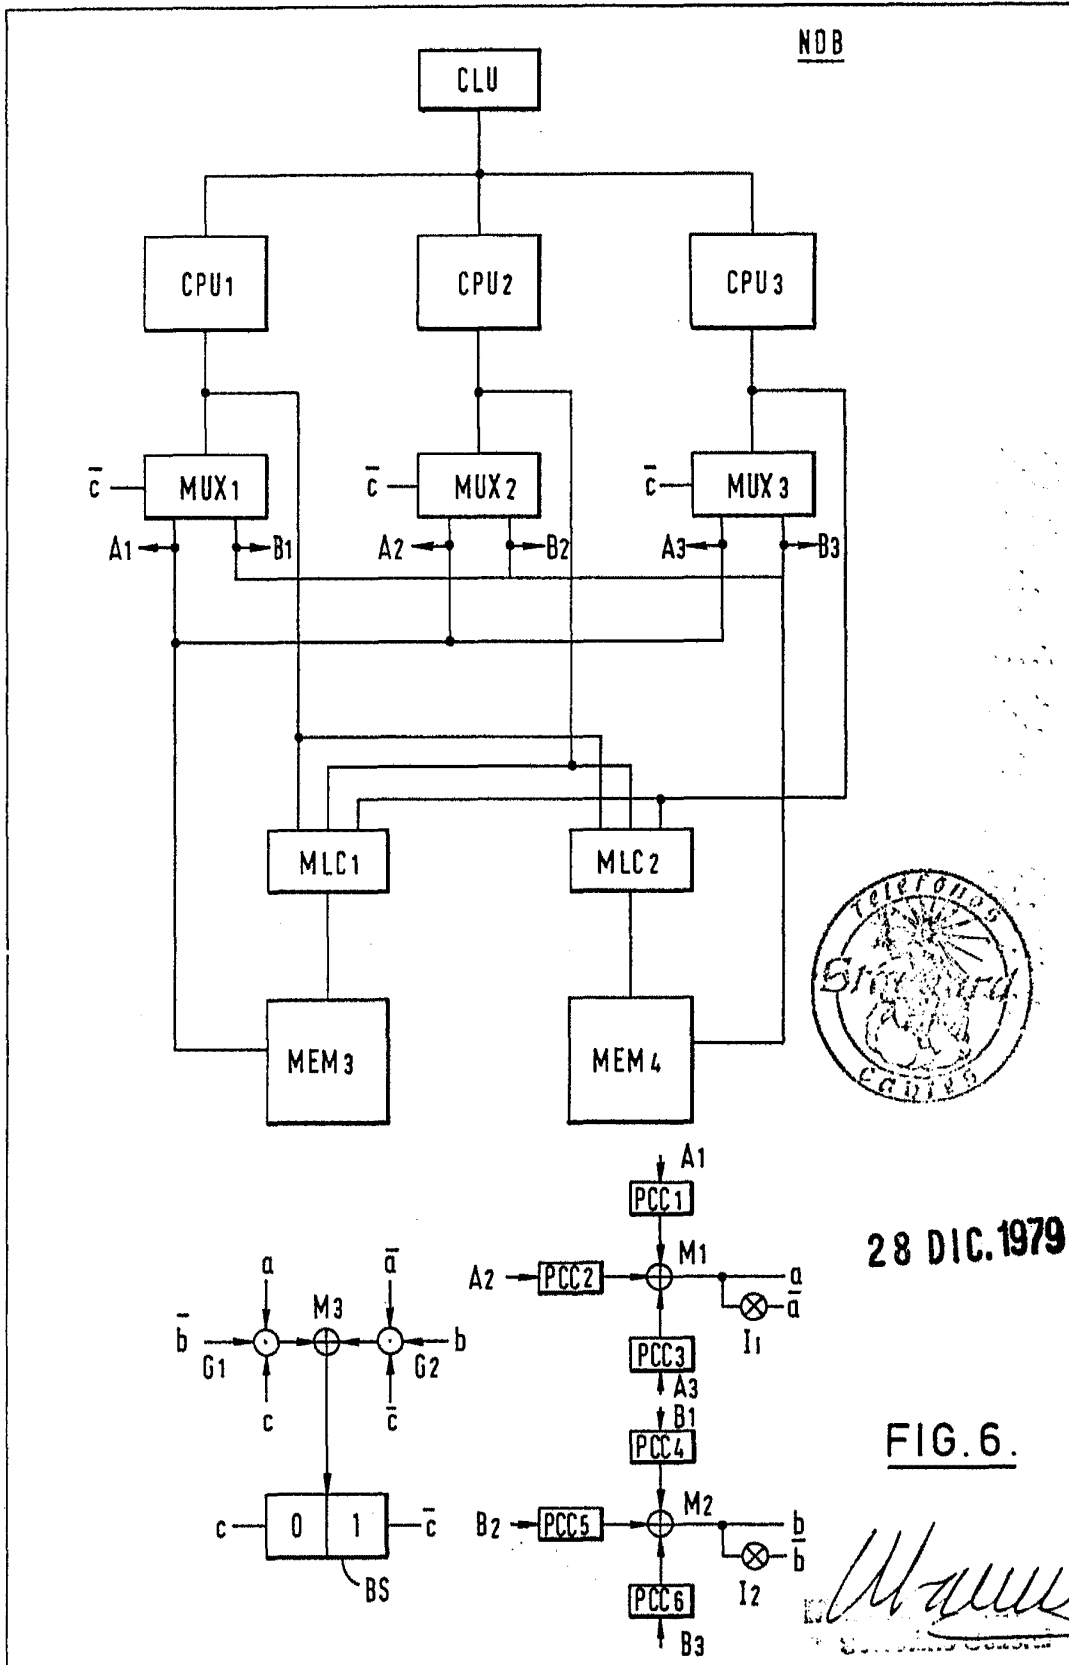 NDB
CLU
CPU1 CPU2 CPU3
c̅ MUX1 c̅ MUX2 c̅ MUX3
A1 B1 A2 B2 A3 B3
MLC1 MLC2
MEM3 MEM4
Telefonos
Standard
A1
PCC1
28 DIC. 1979
a a̅ M3 A2 PCC2 M1 a
a̅
I1
b̅ G1 G2 b
PCC3
c c̅ A3
B1
PCC4
FIG. 6.
c 0 1 c̅ B2 PCC5 M2 b
b̅
BS I2
PCC6
B3